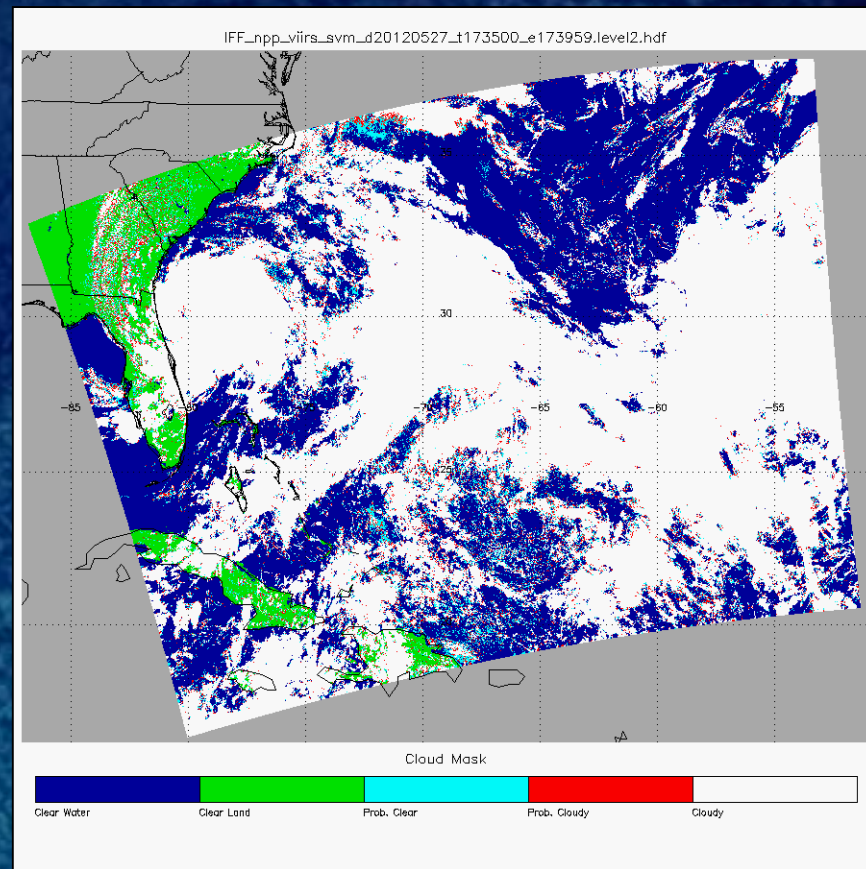 IFF_npp_viirs_svm_d20120527_t173500_e173959.level2.hdf
30
-85
-70
-65
-60
-55
Cloud Mask
Clear Water
Clear Land
Prob. Clear
Prob. Cloudy
Cloudy